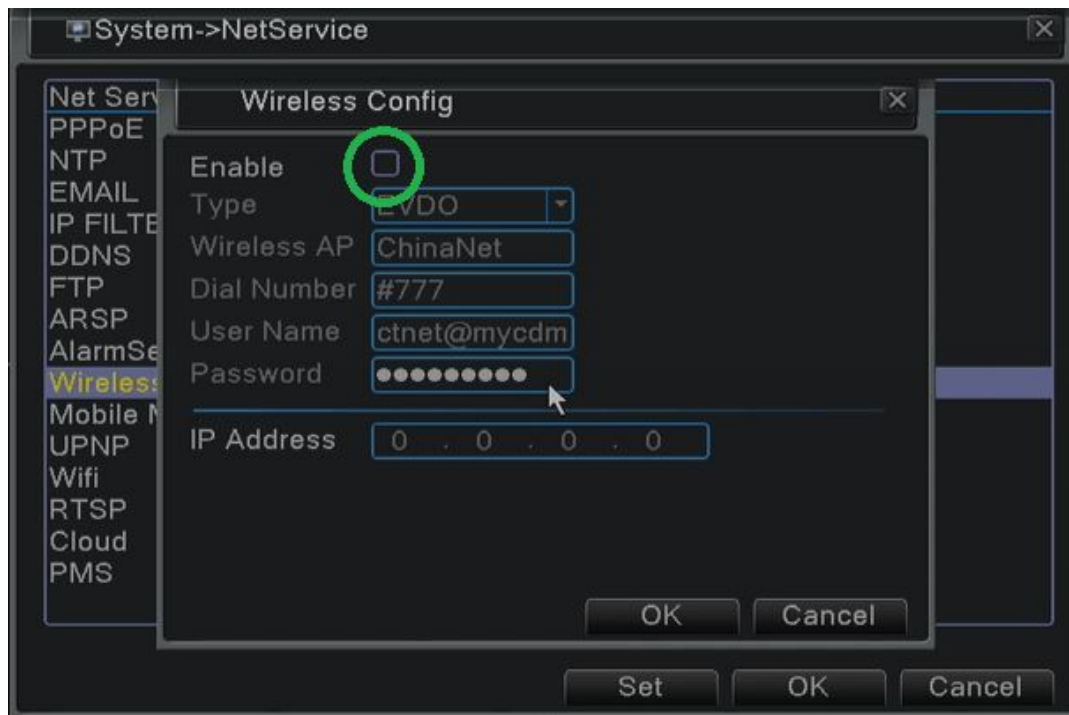 System->NetService
Wireless Config
Net Serv
PPPoE
NTP
EMAIL
IP FILTE
DDNS
FTP
ARSP
AlarmSe
Wireless
Mobile
UPNP
Wifi
RTSP
Cloud
PMS
Enable
Type EVDO
Wireless AP ChinaNet
Dial Number #777
User Name ctnet@mycdm
Password
IP Address 0 . 0 . 0 . 0
OK Cancel
Set OK Cancel